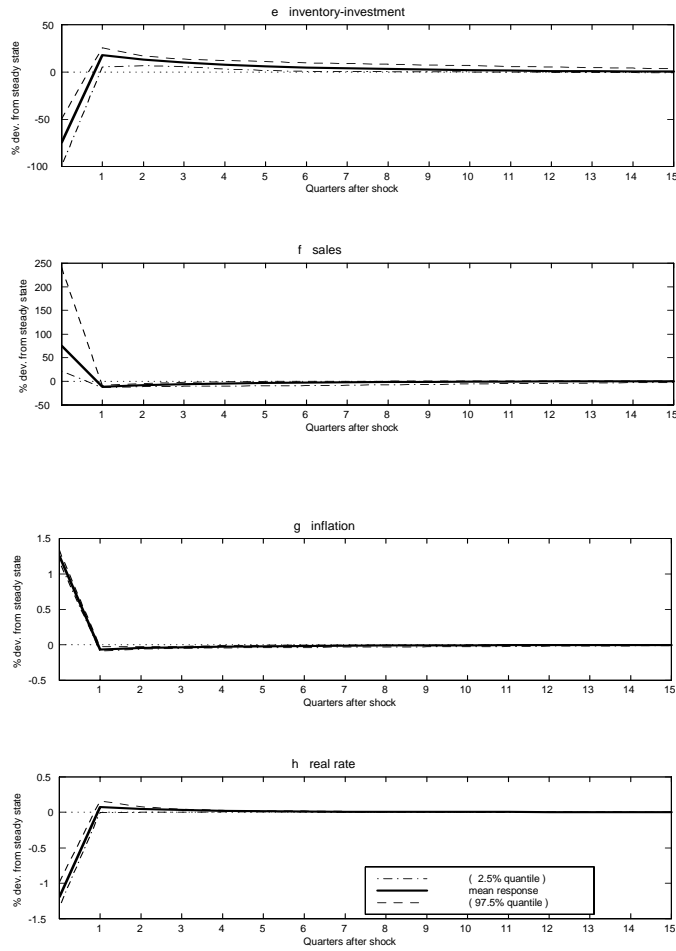 e inventory-investment
50
0
-50
-100
% dev. from steady state
1 2 3 4 5 6 7 8 9 10 11 12 13 14 15
Quarters after shock
f sales
250
200
150
100
50
0
-50
% dev. from steady state
1 2 3 4 5 6 7 8 9 10 11 12 13 14 15
Quarters after shock
g inflation
1.5
1
0.5
0
-0.5
% dev. from steady state
1 2 3 4 5 6 7 8 9 10 11 12 13 14 15
Quarters after shock
h real rate
0.5
0
-0.5
-1
-1.5
% dev. from steady state
( 2.5% quantile )
mean response
( 97.5% quantile )
1 2 3 4 5 6 7 8 9 10 11 12 13 14 15
Quarters after shock